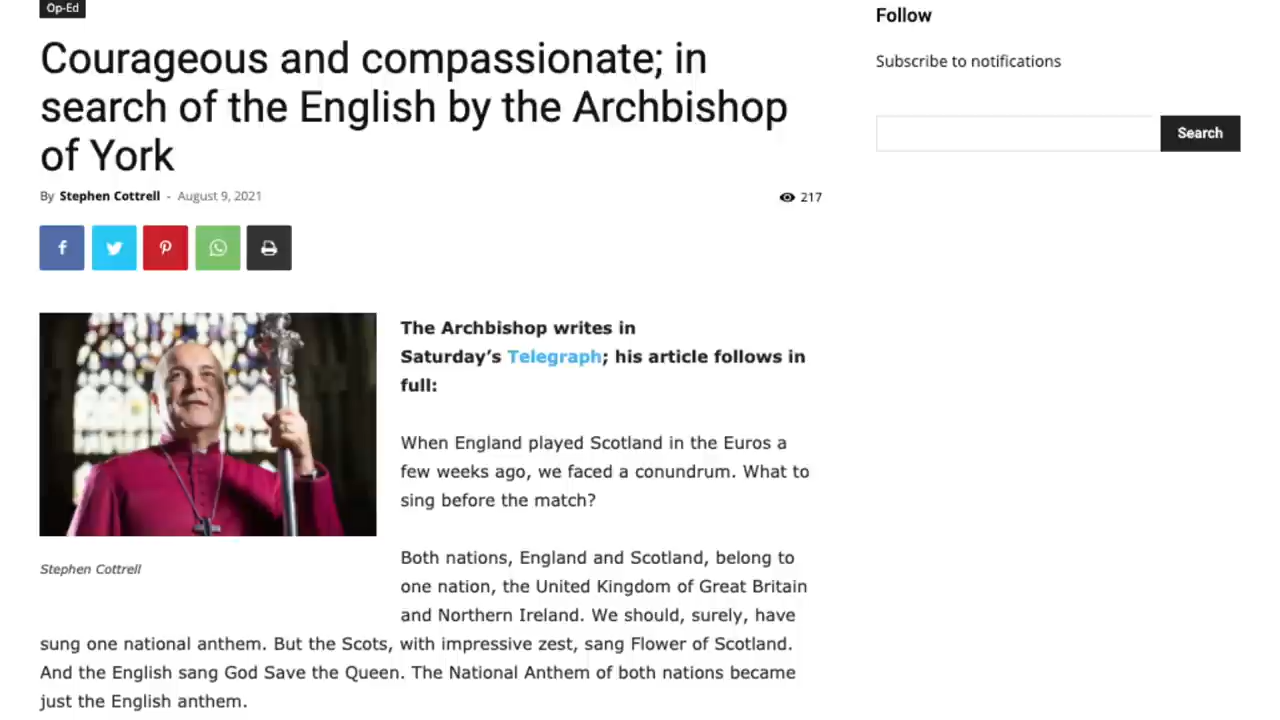 Op-Ed
Courageous and compassionate; in
search of the English by the Archbishop
of York
By Stephen Cottrell - August 9, 2021
217
The Archbishop writes in
Saturday’s Telegraph; his article follows in
full:
When England played Scotland in the Euros a
few weeks ago, we faced a conundrum. What to
sing before the match?
Both nations, England and Scotland, belong to
one nation, the United Kingdom of Great Britain
and Northern Ireland. We should, surely, have
sung one national anthem. But the Scots, with impressive zest, sang Flower of Scotland.
And the English sang God Save the Queen. The National Anthem of both nations became
just the English anthem.
Stephen Cottrell
Follow
Subscribe to notifications
Search